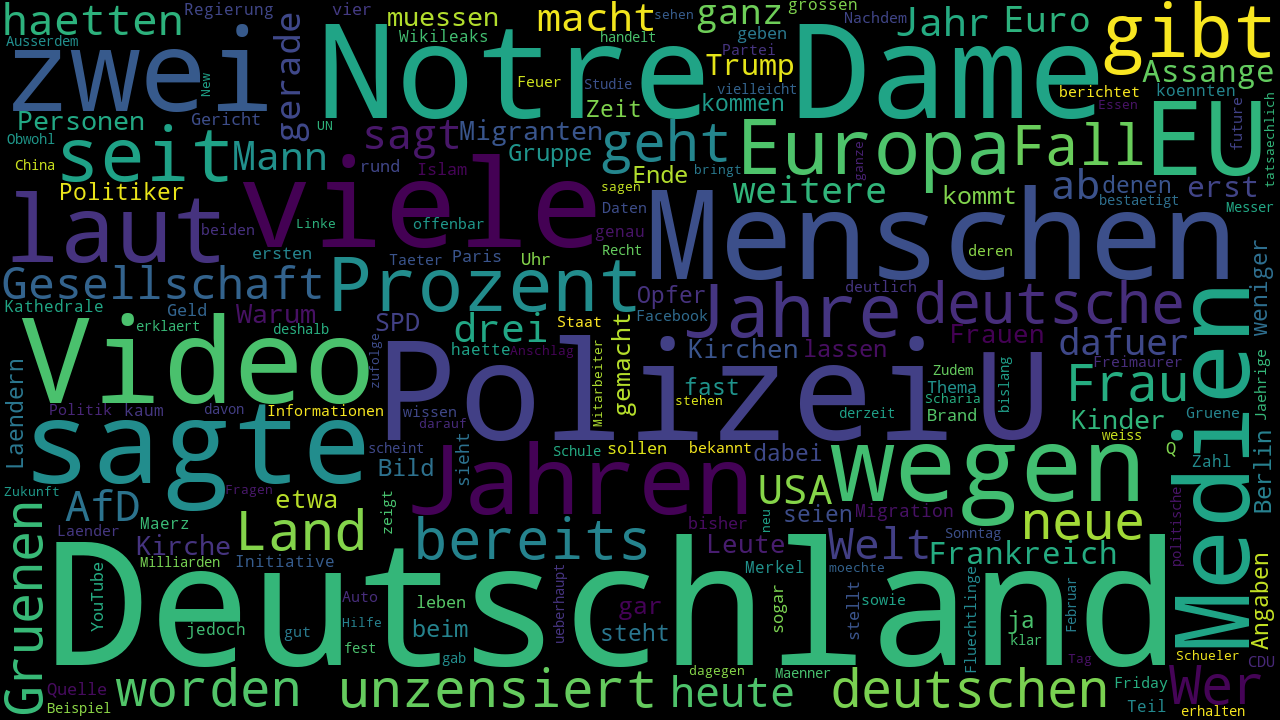 haetten
Ausserdem
zwei
Regierung
vier
New
Gericht
gerade
Notre Dame
muessen
Wikileaks
macht
sehen
handelt
ganz
grossen
geben
Nachdem
Partei
Trump
vielleicht
Jahr
Euro
gibt
Assange
berichtet
koennten
Essen
Feuer
Studie
Zeit
kommen
Personen
Obwohl
China
seit
Mann
UN
sagt
Migranten
Gruppe
geht
Europa
Fall
EU
future
tatsaechlich
Politiker
rund
Islam
Ende
bringt
ganze
sagen
weitere
kommt
ab
denen
bestaetigt
erst
Messer
laut
viele
beiden
Linke
offenbar
Daten
genau
Recht
Menschen
deren
ersten
Taeter
Paris
Uhr
Gesellschaft
Prozent
Opfer
deutlich
Facebook
Jahre
deutsche
weniger
Kathedrale
Geld
Warum
erklaert
deshalb
SPD
drei
Staat
haette
Anschlag
Mitarbeiter
gemacht
Kirchen
lassen
Frauen
dafuer
Freimaurer
Medien
Jaehrige
Laendern
Video
zufolge
PolizeiU
fast
stehen
Zudem
Thema
Scharia
Brand
bislang
derzeit
Frau
Kinder
Gruene
Politik
kaum
davon
Informationen
wissen
darauf
weiss
Q
Zahl
Berlin
sagte
scheint
sieht
Schule
sollen
bekannt
dabei
wegen
Zukunft
Fragen
Bild
Jahren
USA
AfD
etwa
zeigt
bisher
neu
seien
Migration
Sonntag
neue
politische
Gruenen
Laender
Maerz
Kirche
Land
bereits
Leute
Welt
Frankreich
Milliarden
Initiative
Merkel
moechte
Angaben
YouTube
Deutschland
Auto
leben
ueberhaupt
gar
sogar
stellt
sowie
Fluechtlinge
ja
Februar
jedoch
gut
Hilfe
beim
steht
klar
fest
gab
dagegen
Maenner
Tag
Schueler
CDU
Quelle
Beispiel
worden
unzensiert
heute
deutschen
Friday
Teil
wer
erhalten